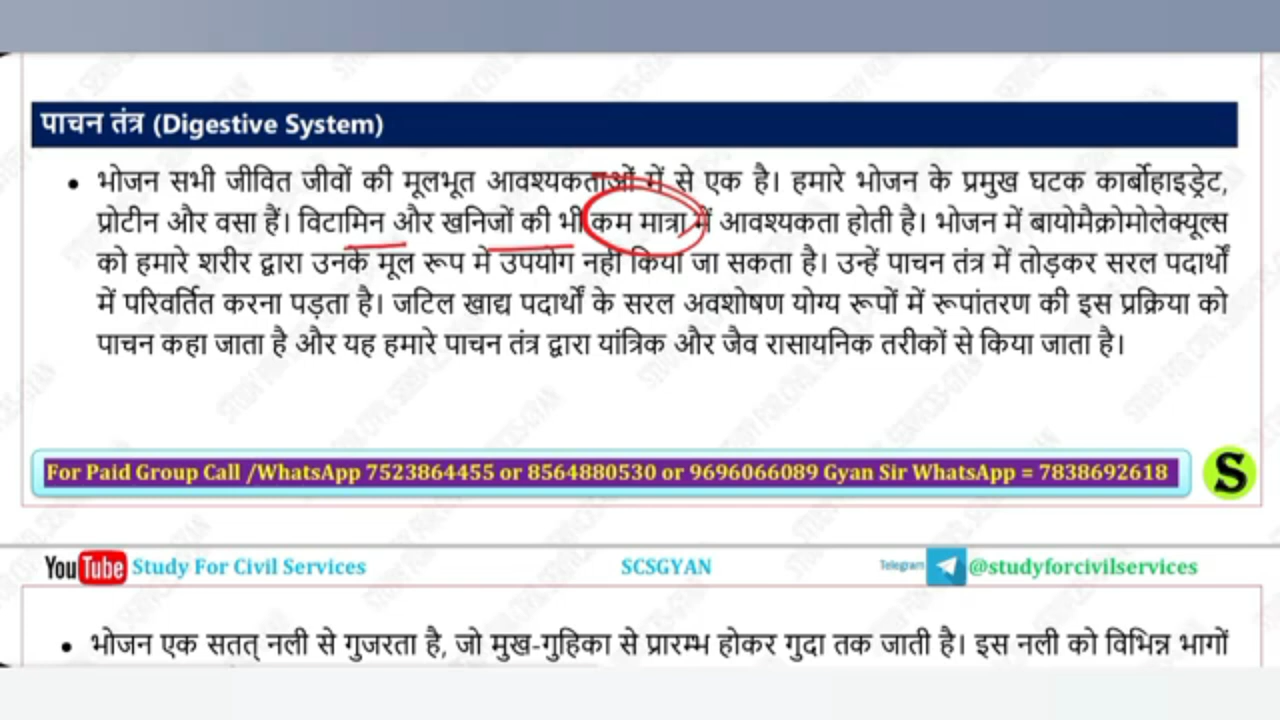 पाचन तंत्र (Digestive System)
• भोजन सभी जीवित जीवों की मूलभूत आवश्यकताओं में से एक है। हमारे भोजन के प्रमुख घटक कार्बोहाइड्रेट,
प्रोटीन और वसा हैं। विटामिन और खनिजों की भी कम मात्रा में आवश्यकता होती है। भोजन में बायोमैक्रोमोलेक्यूल्स
को हमारे शरीर द्वारा उनके मूल रूप में उपयोग नहीं किया जा सकता है। उन्हें पाचन तंत्र में तोड़कर सरल पदार्थों
में परिवर्तित करना पड़ता है। जटिल खाद्य पदार्थों के सरल अवशोषण योग्य रूपों में रूपांतरण की इस प्रक्रिया को
पाचन कहा जाता है और यह हमारे पाचन तंत्र द्वारा यांत्रिक और जैव रासायनिक तरीकों से किया जाता है।
For Paid Group Call /WhatsApp 7523864455 or 8564880530 or 9696066089 Gyan Sir WhatsApp = 7838692618
S
YouTube Study For Civil Services SCSGYAN Telegram @studyforcivilservices
• भोजन एक सतत् नली से गुजरता है, जो मुख-गुहिका से प्रारम्भ होकर गुदा तक जाती है। इस नली को विभिन्न भागों